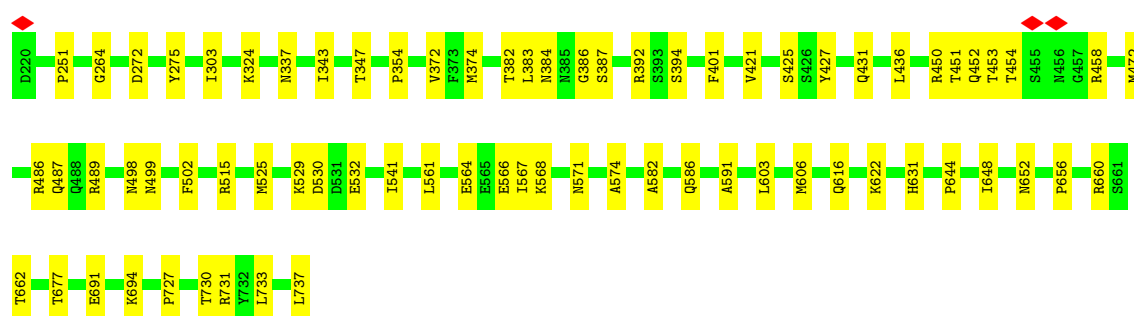 D220 P251 G264 D272 Y275 I303 K324 N337 I343 T347 P354 V372 F373 M374 T382 L383 N384 N385 G386 S387 R392 S393 S394 F401 V421 S425 S426 Y427 Q431 L436 R450 T451 Q452 T453 T454 S455 N456 G457 R458 M472
R486 Q487 Q488 R489 N498 N499 F502 R515 M525 K529 D530 D531 E532 I541 L561 E564 E565 E566 I567 K568 N571 A574 A582 Q586 A591 L603 M606 Q616 K622 H631 P644 I648 N652 P656 R660 S661
T662 T677 E691 K694 P727 T730 R731 Y732 L733 L737